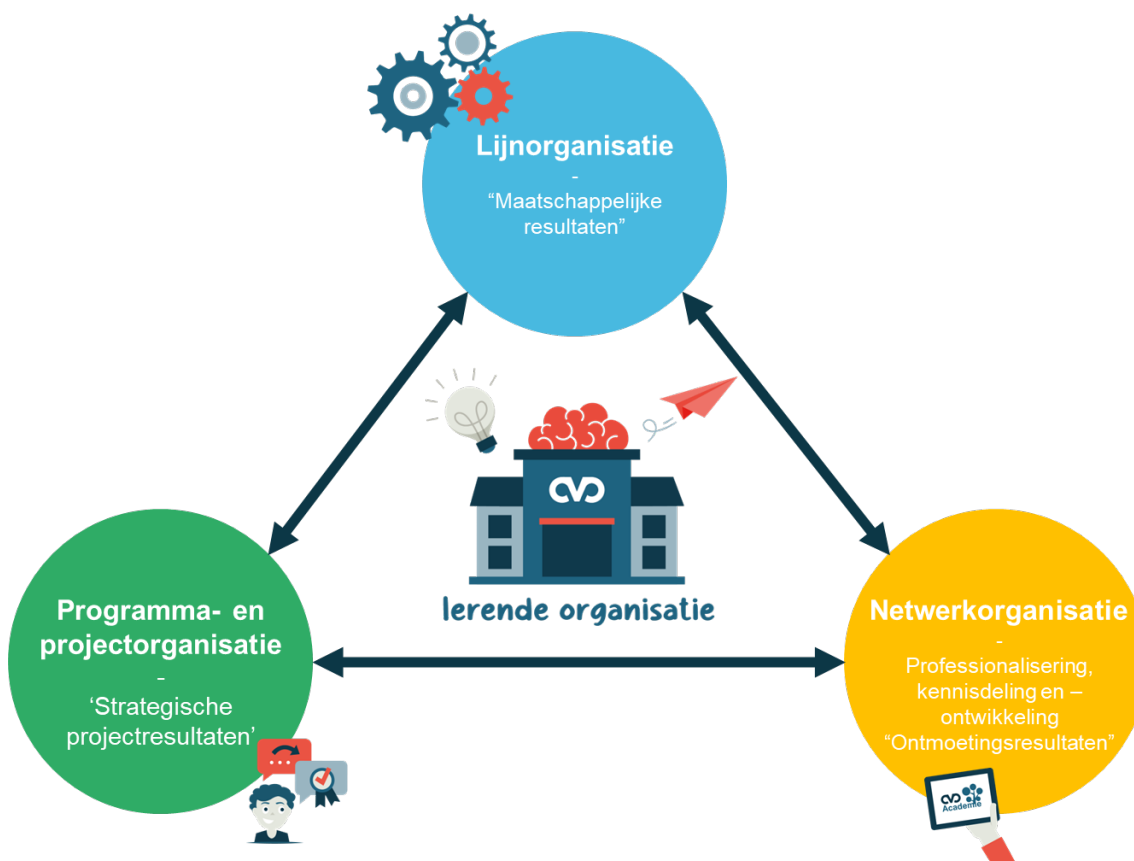 Lijnorganisatie
-
“Maatschappelijke
resultaten”
CVO
lerende organisatie
Programma- en
projectorganisatie
-
‘Strategische
projectresultaten’
Netwerkorganisatie
-
Professionalisering,
kennisdeling en –
ontwikkeling
“Ontmoetingsresultaten”
CVO
Academie